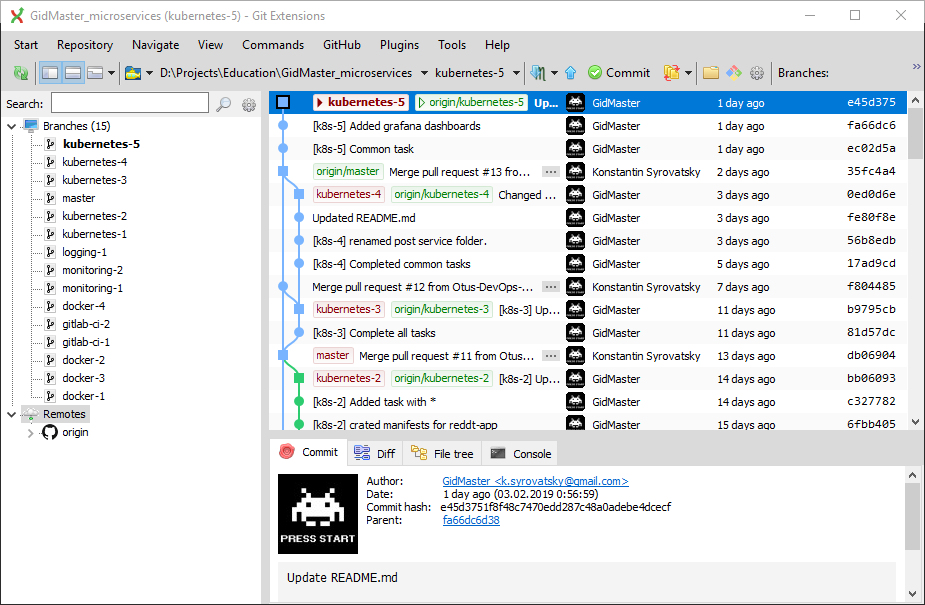 GidMaster_microservices (kubernetes-5) - Git Extensions
Start Repository Navigate View Commands GitHub Plugins Tools Help
D:\Projects\Education\GidMaster_microservices kubernetes-5 Commit Branches: »
Search:
Branches (15)
kubernetes-5
kubernetes-4
kubernetes-3
master
kubernetes-2
kubernetes-1
logging-1
monitoring-2
monitoring-1
docker-4
gitlab-ci-2
gitlab-ci-1
docker-2
docker-3
docker-1
Remotes
origin
kubernetes-5 origin/kubernetes-5 Up... GidMaster 1 day ago e45d375
[k8s-5] Added grafana dashboards GidMaster 1 day ago fa66dc6
[k8s-5] Common task GidMaster 1 day ago ec02d5a
origin/master Merge pull request #13 fro... Konstantin Syrovatsky 2 days ago 35fc4a4
kubernetes-4 origin/kubernetes-4 Changed ... GidMaster 3 days ago 0ed0d6e
Updated README.md GidMaster 3 days ago fe80f8e
[k8s-4] renamed post service folder. GidMaster 3 days ago 56b8edb
[k8s-4] Completed common tasks GidMaster 5 days ago 17ad9cd
Merge pull request #12 from Otus-DevOps-... Konstantin Syrovatsky 7 days ago f804485
kubernetes-3 origin/kubernetes-3 [k8s-3] Up... GidMaster 11 days ago b9795cb
[k8s-3] Complete all tasks GidMaster 11 days ago 81d57dc
master Merge pull request #11 from Otus... Konstantin Syrovatsky 13 days ago db06904
kubernetes-2 origin/kubernetes-2 [k8s-2] Up... GidMaster 14 days ago bb06093
[k8s-2] Added task with * GidMaster 14 days ago c327782
[k8s-2] crated manifests for reddt-app GidMaster 15 days ago 6fbb405
Commit Diff File tree Console
PRESS START
Author: GidMaster <k.syrovatsky@gmail.com>
Date: 1 day ago (03.02.2019 0:56:59)
Commit hash: e45d3751f8f48c7470edd287c48a0adebe4dcecf
Parent: fa66dc6d38
Update README.md